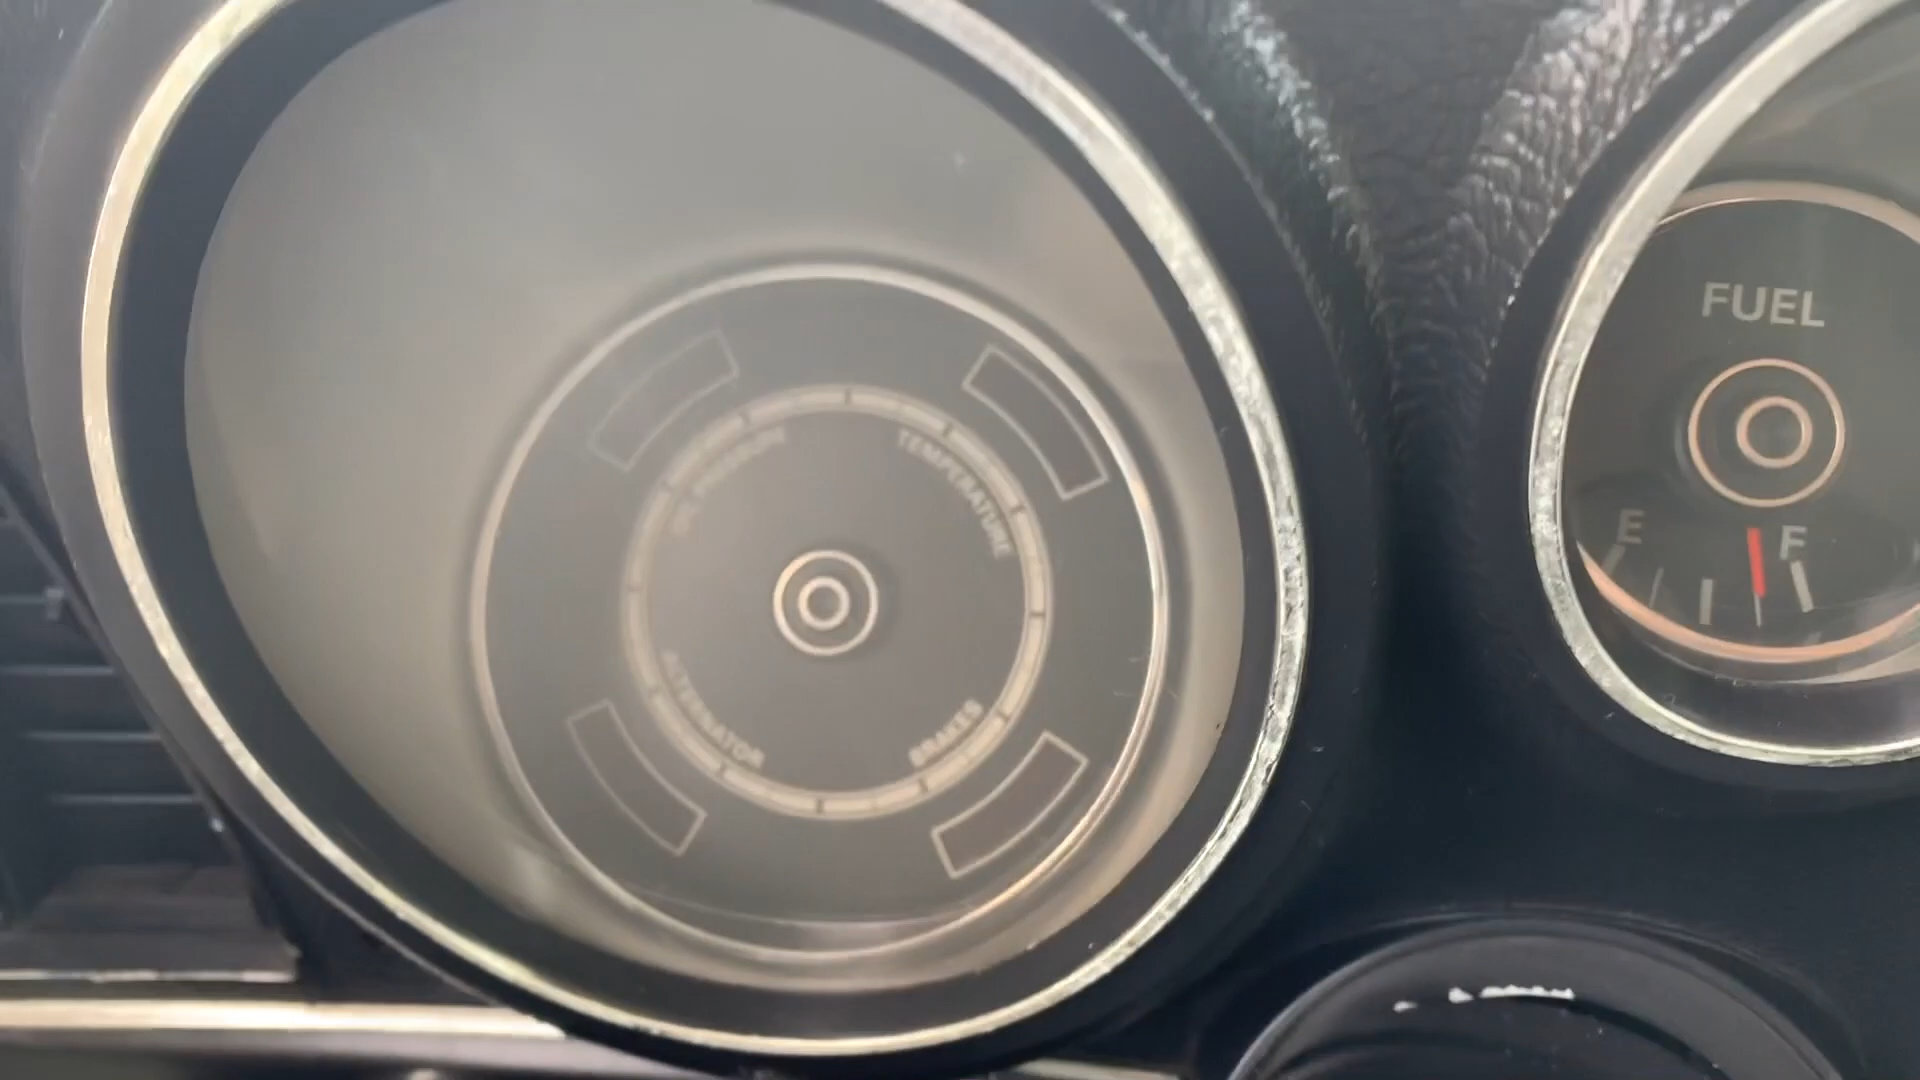 OIL PRESSURE
TEMPERATURE
ALTERNATOR
BRAKES
FUEL
E
F